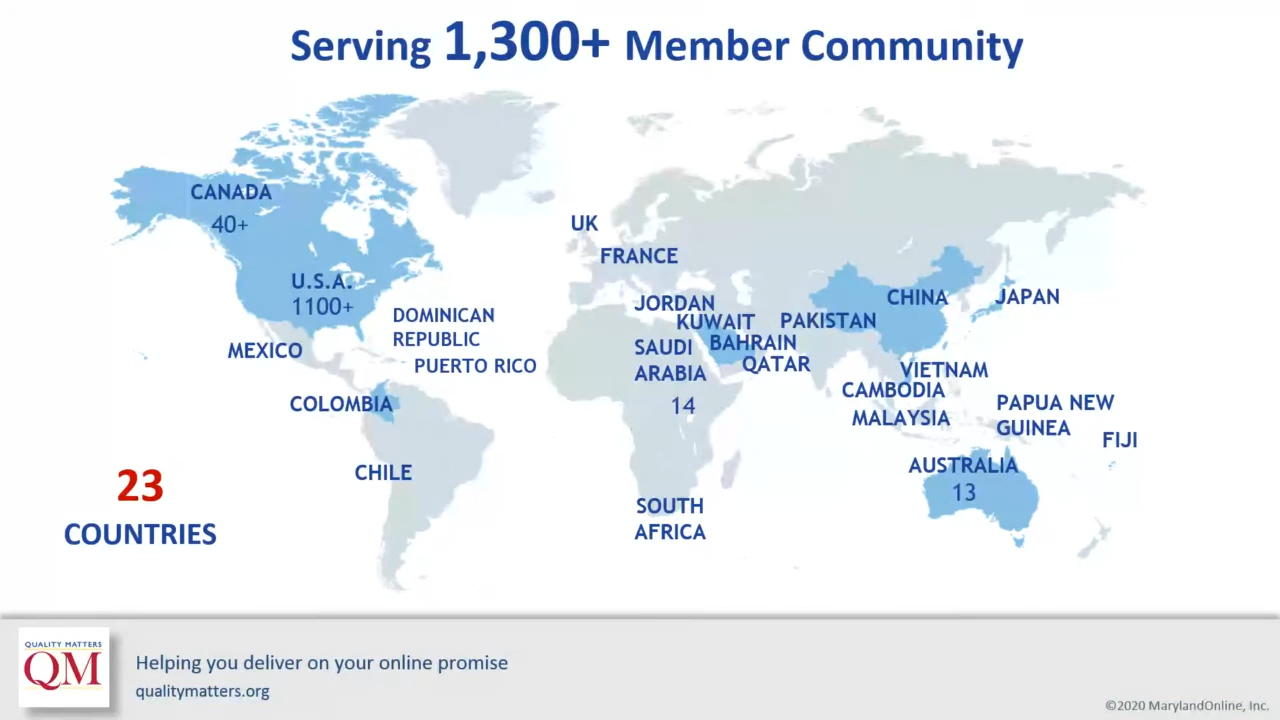 Serving 1,300+ Member Community
CANADA
40+
UK
FRANCE
U.S.A.
1100+
DOMINICAN
REPUBLIC
PUERTO RICO
MEXICO
COLOMBIA
CHILE
JORDAN
KUWAIT
PAKISTAN
BAHRAIN
SAUDI
ARABIA
14
QATAR
CHINA
JAPAN
VIETNAM
CAMBODIA
MALAYSIA
PAPUA NEW
GUINEA
FIJI
AUSTRALIA
13
SOUTH
AFRICA
23
COUNTRIES
QUALITY MATTERS
QM
Helping you deliver on your online promise
qualitymatters.org
©2020 MarylandOnline, Inc.